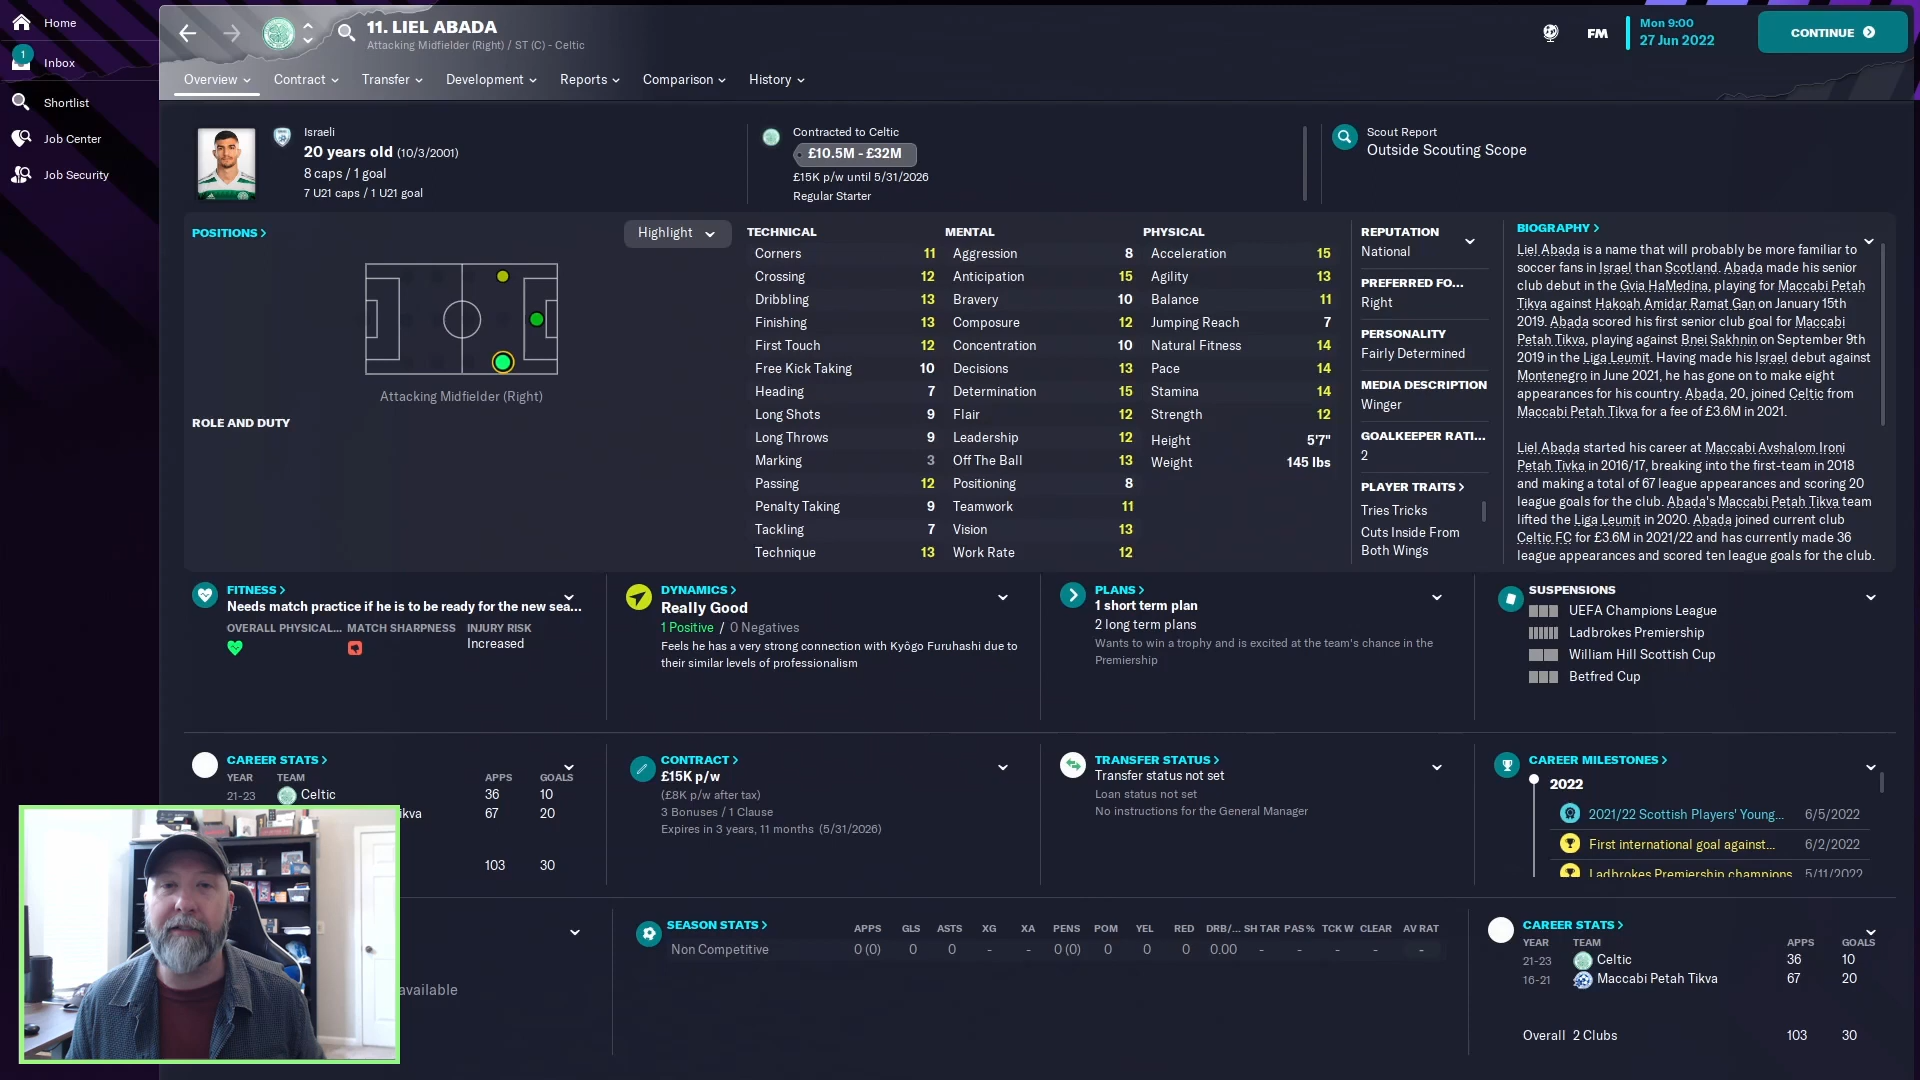 Home
1
Inbox
Shortlist
Job Center
Job Security
11. LIEL ABADA
Attacking Midfielder (Right) / ST (C) - Celtic
FM
Mon 9:00
27 Jun 2022
CONTINUE
Overview
Contract
Transfer
Development
Reports
Comparison
History
Israeli
20 years old (10/3/2001)
8 caps / 1 goal
7 U21 caps / 1 U21 goal
Contracted to Celtic
£10.5M - £32M
£15K p/w until 5/31/2026
Regular Starter
Scout Report
Outside Scouting Scope
POSITIONS >
Highlight
Attacking Midfielder (Right)
ROLE AND DUTY
TECHNICAL
Corners 11
Crossing 12
Dribbling 13
Finishing 13
First Touch 12
Free Kick Taking 10
Heading 7
Long Shots 9
Long Throws 9
Marking 3
Passing 12
Penalty Taking 9
Tackling 7
Technique 13
MENTAL
Aggression 8
Anticipation 15
Bravery 10
Composure 12
Concentration 10
Decisions 13
Determination 15
Flair 12
Leadership 12
Off The Ball 13
Positioning 8
Teamwork 11
Vision 13
Work Rate 12
PHYSICAL
Acceleration 15
Agility 13
Balance 11
Jumping Reach 7
Natural Fitness 14
Pace 14
Stamina 14
Strength 12
Height 5'7"
Weight 145 lbs
REPUTATION
National
PREFERRED FO...
Right
PERSONALITY
Fairly Determined
MEDIA DESCRIPTION
Winger
GOALKEEPER RATI...
2
PLAYER TRAITS >
Tries Tricks
Cuts Inside From
Both Wings
BIOGRAPHY >
Liel Abada is a name that will probably be more familiar to
soccer fans in Israel than Scotland. Abada made his senior
club debut in the Gvia HaMedina, playing for Maccabi Petah
Tikva against Hakoah Amidar Ramat Gan on January 15th
2019. Abada scored his first senior club goal for Maccabi
Petah Tikva, playing against Bnei Sakhnin on September 9th
2019 in the Liga Leumit. Having made his Israel debut against
Montenegro in June 2021, he has gone on to make eight
appearances for his country. Abada, 20, joined Celtic from
Maccabi Petah Tikva for a fee of £3.6M in 2021.
Liel Abada started his career at Maccabi Avshalom Ironi
Petah Tivka in 2016/17, breaking into the first-team in 2018
and making a total of 67 league appearances and scoring 20
league goals for the club. Abada's Maccabi Petah Tikva team
lifted the Liga Leumit in 2020. Abada joined current club
Celtic FC for £3.6M in 2021/22 and has currently made 36
league appearances and scored ten league goals for the club.
FITNESS >
Needs match practice if he is to be ready for the new sea...
OVERALL PHYSICAL... MATCH SHARPNESS INJURY RISK
Increased
DYNAMICS >
Really Good
1 Positive / 0 Negatives
Feels he has a very strong connection with Kyōgo Furuhashi due to
their similar levels of professionalism
PLANS >
1 short term plan
2 long term plans
Wants to win a trophy and is excited at the team's chance in the
Premiership
SUSPENSIONS
UEFA Champions League
Ladbrokes Premiership
William Hill Scottish Cup
Betfred Cup
CAREER STATS >
YEAR TEAM APPS GOALS
21-23 Celtic 36 10
ikva 67 20
103 30
CONTRACT >
£15K p/w
(£8K p/w after tax)
3 Bonuses / 1 Clause
Expires in 3 years, 11 months (5/31/2026)
TRANSFER STATUS >
Transfer status not set
Loan status not set
No instructions for the General Manager
CAREER MILESTONES >
2022
2021/22 Scottish Players' Young... 6/5/2022
First international goal against... 6/2/2022
Ladbrokes Premiership champions 5/11/2022
available
SEASON STATS > APPS GLS ASTS XG XA PENS POM YEL RED DRB/... SH TAR PAS % TCK W CLEAR AV RAT
Non Competitive 0 (0) 0 0 - - 0 (0) 0 0 0 0.00 - - - - -
CAREER STATS >
YEAR TEAM APPS GOALS
21-23 Celtic 36 10
16-21 Maccabi Petah Tikva 67 20
Overall 2 Clubs 103 30